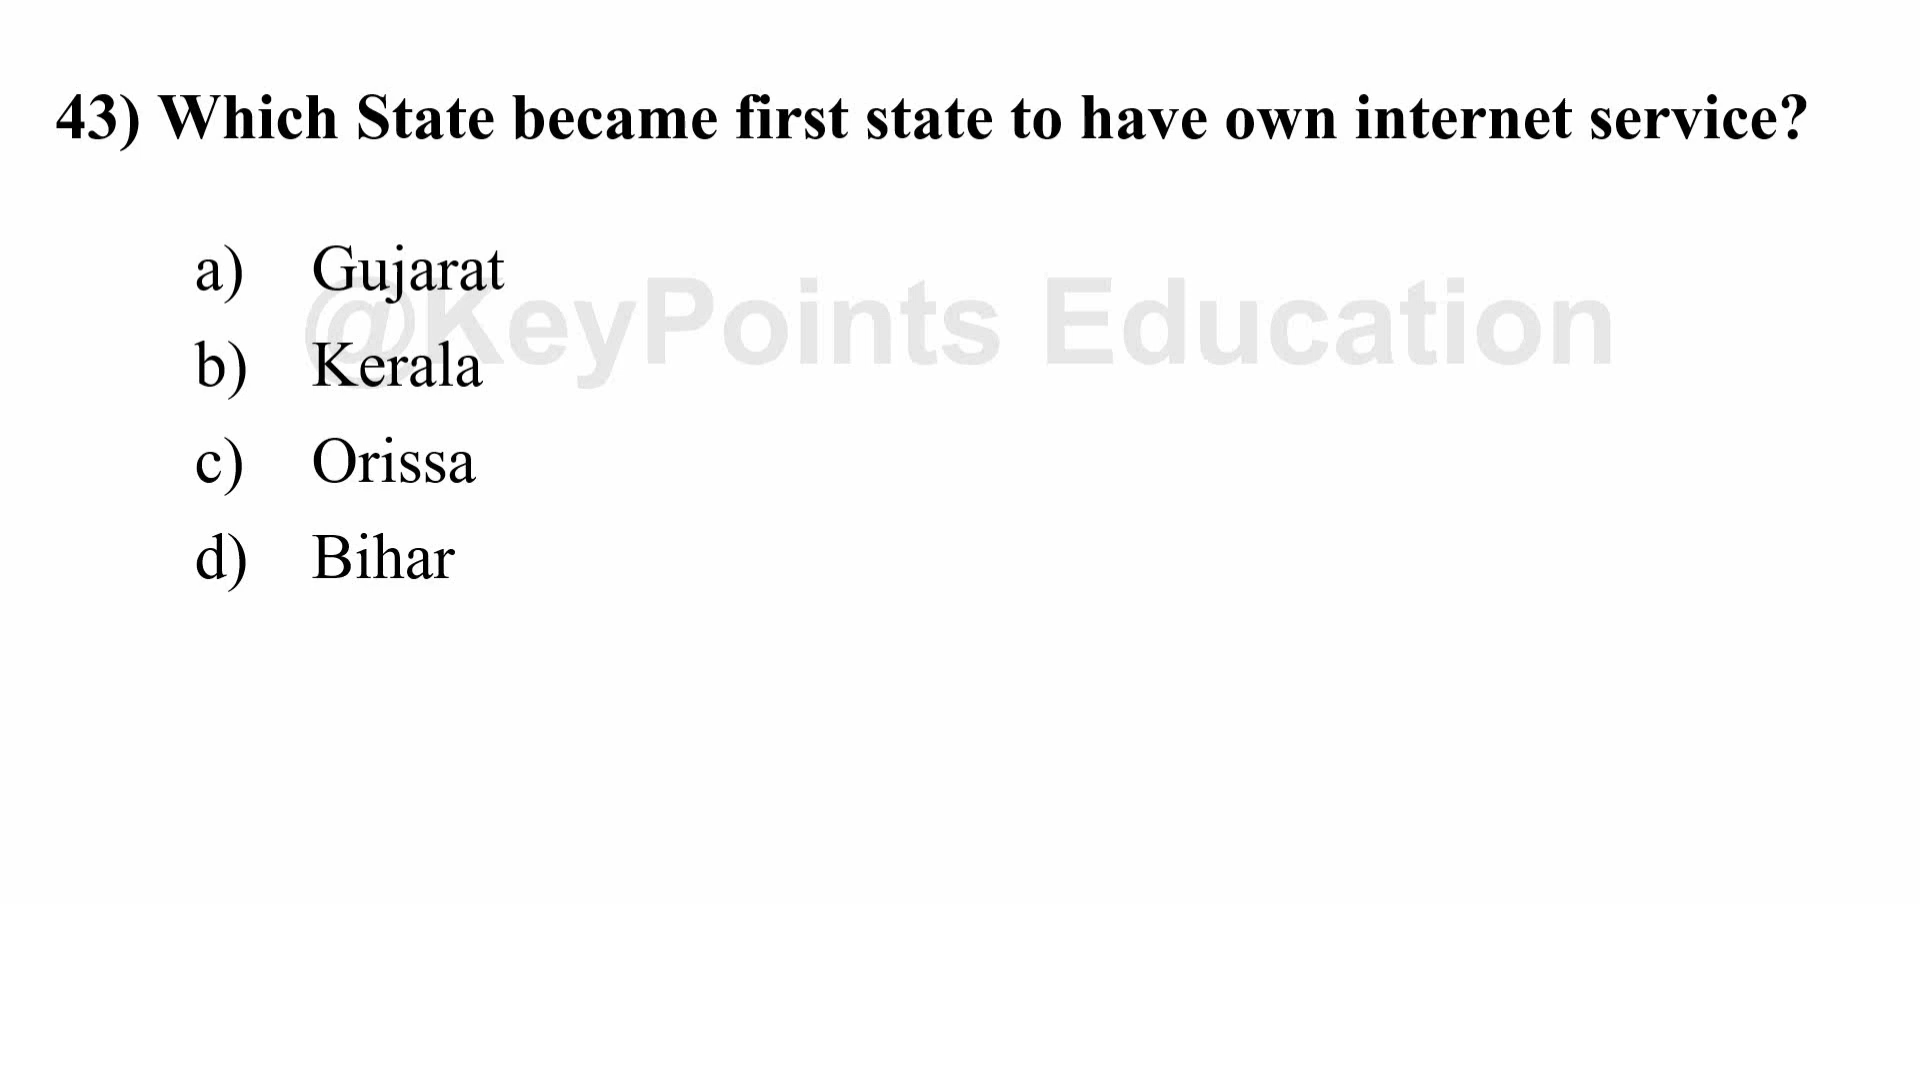 43) Which State became first state to have own internet service?
a) Gujarat
@KeyPoints Education
b) Kerala
c) Orissa
d) Bihar